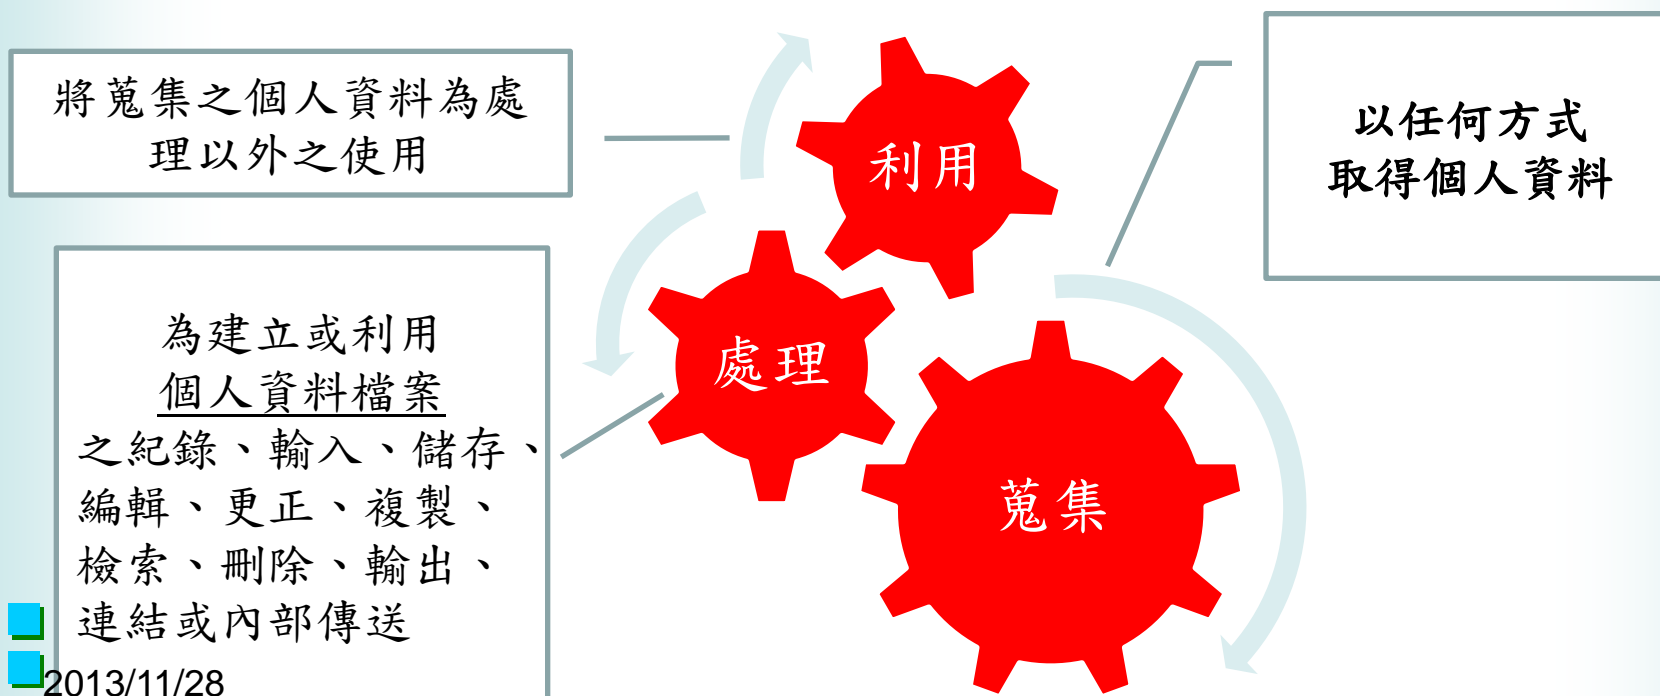 將蒐集之個人資料為處
理以外之使用
利用
以任何方式
取得個人資料
為建立或利用
個人資料檔案
之紀錄、輸入、儲存、
編輯、更正、複製、
檢索、刪除、輸出、
連結或內部傳送
處理
蒐集
2013/11/28